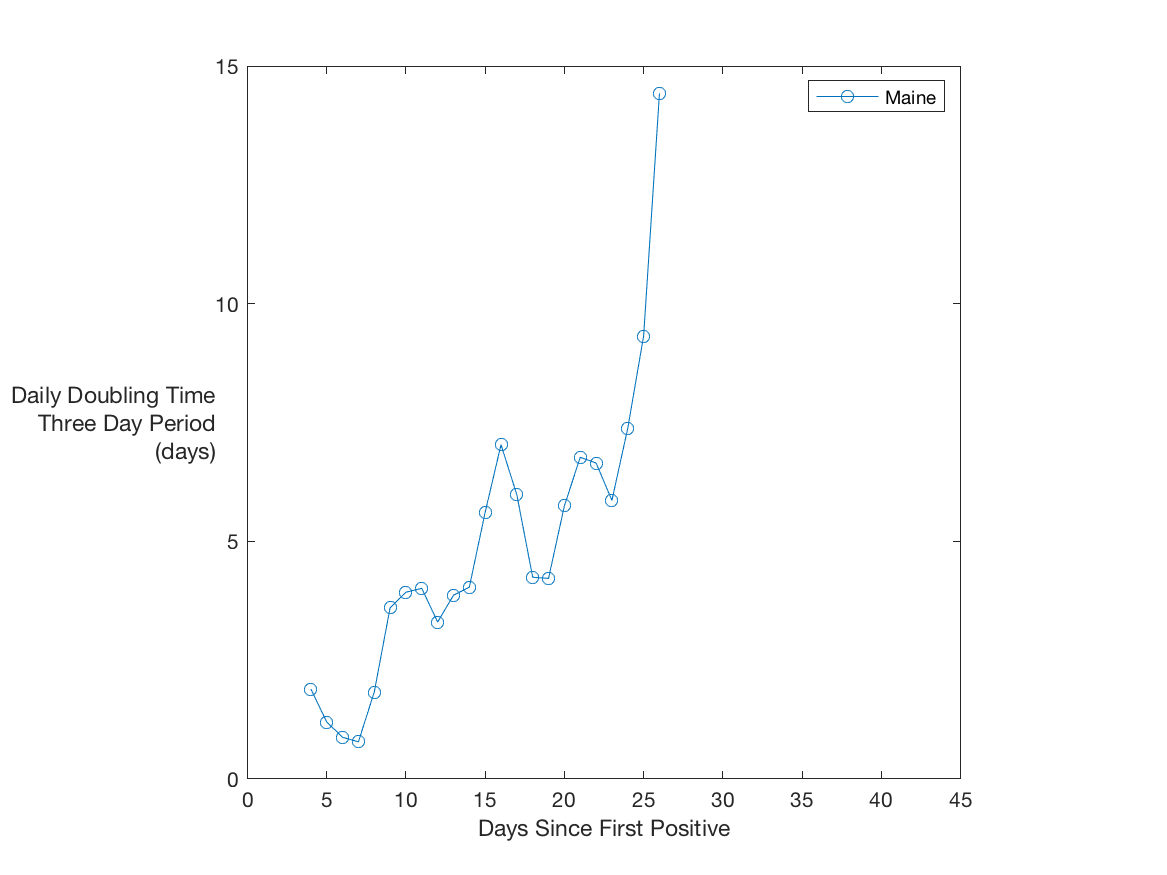 15
10
5
0
Daily Doubling Time
Three Day Period
(days)
Maine
0 5 10 15 20 25 30 35 40 45
Days Since First Positive